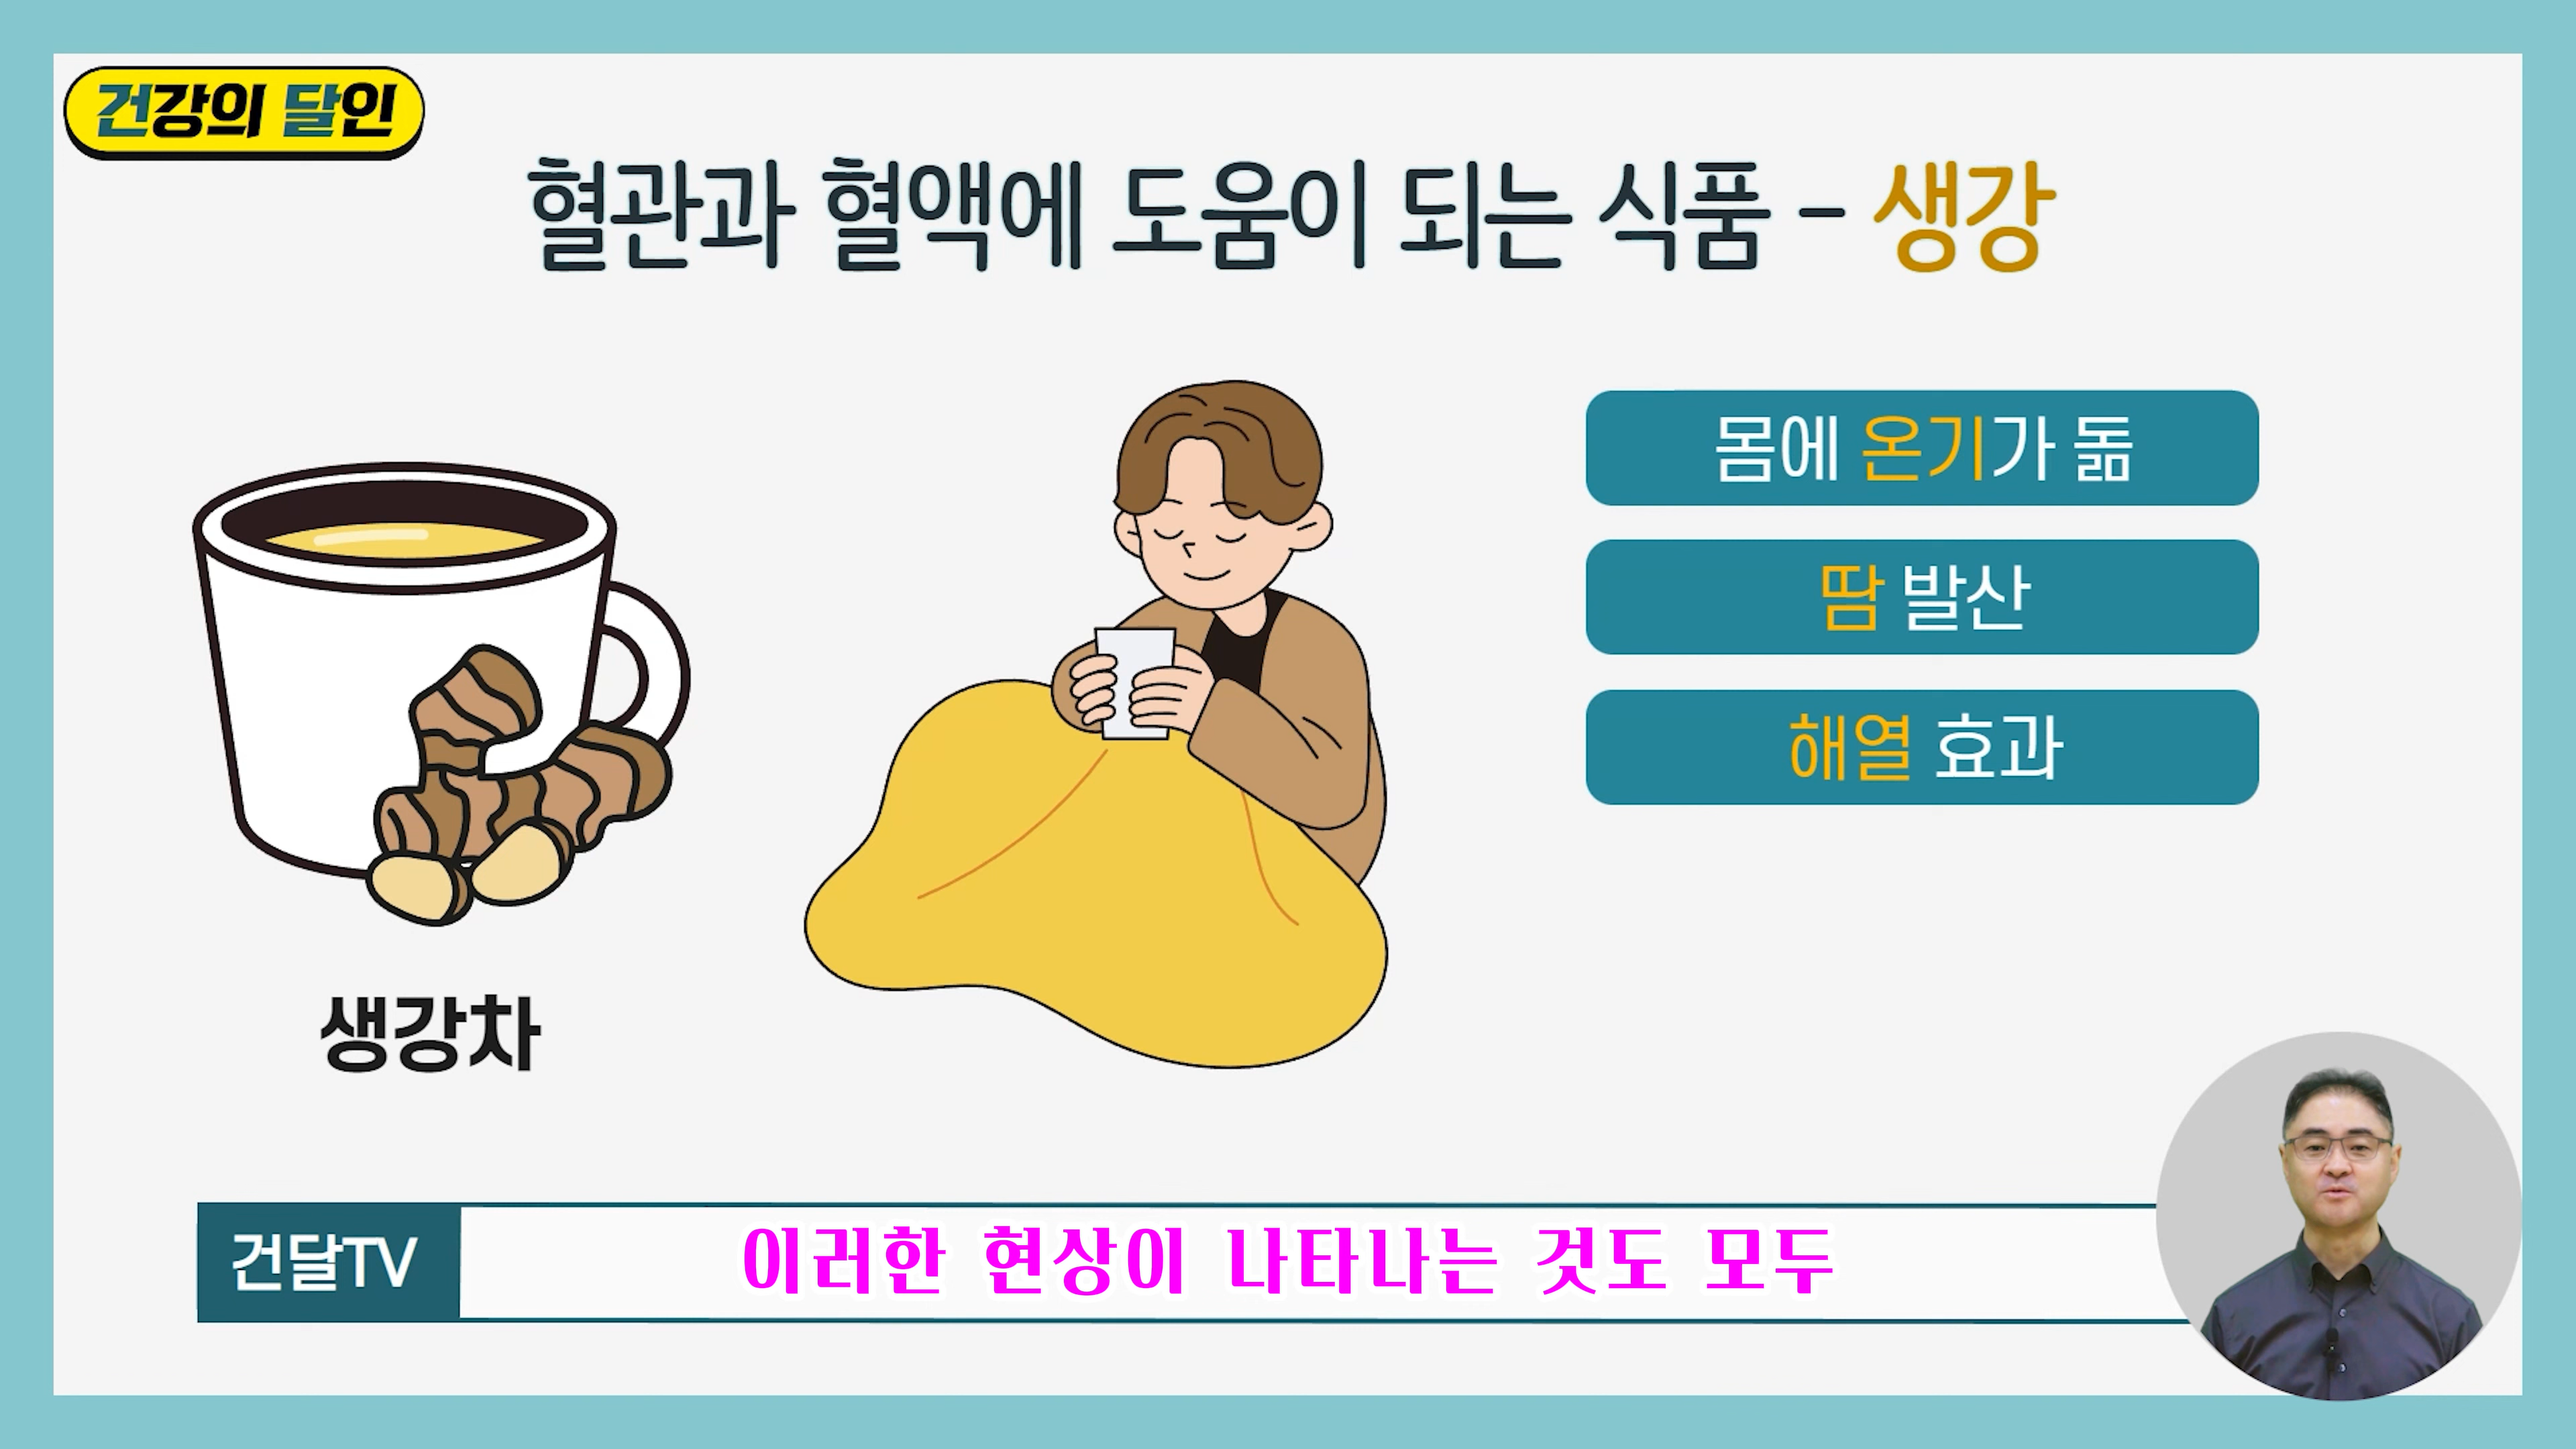 건강의 달인
혈관과 혈액에 도움이 되는 식품 - 생강
몸에 온기가 돎
땀 발산
해열 효과
생강차
건달TV
이러한 현상이 나타나는 것도 모두